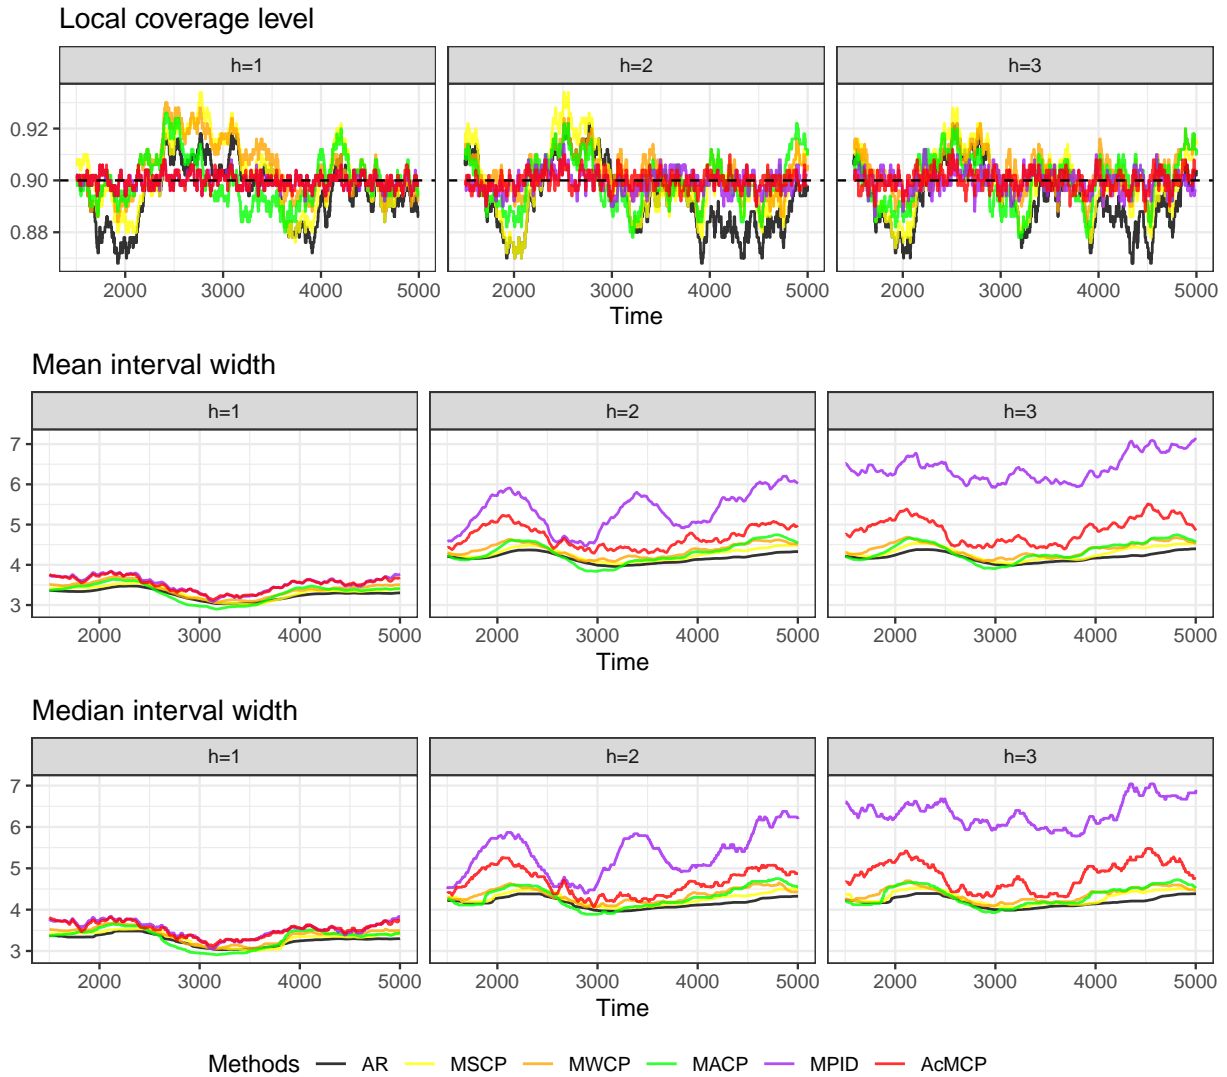 Local coverage level
h=1 h=2 h=3
0.92
0.90
0.88
2000 3000 4000 5000 2000 3000 4000 5000 2000 3000 4000 5000
Time
Mean interval width
h=1 h=2 h=3
7
6
5
4
3
2000 3000 4000 5000 2000 3000 4000 5000 2000 3000 4000 5000
Time
Median interval width
h=1 h=2 h=3
7
6
5
4
3
2000 3000 4000 5000 2000 3000 4000 5000 2000 3000 4000 5000
Time
Methods AR MSCP MWCP MACP MPID AcMCP